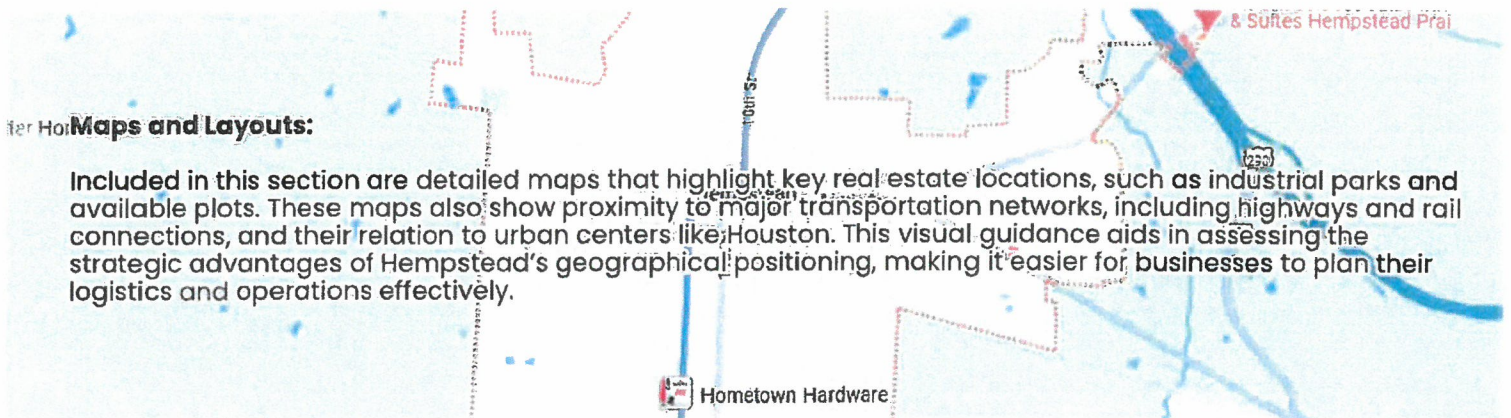 & Suites Hempstead Prai
10th St
Maps and Layouts:
290
Included in this section are detailed maps that highlight key real estate locations, such as industrial parks and
available plots. These maps also show proximity to major transportation networks, including highways and rail
connections, and their relation to urban centers like Houston. This visual guidance aids in assessing the
strategic advantages of Hempstead's geographical positioning, making it easier for businesses to plan their
logistics and operations effectively.
Hometown Hardware